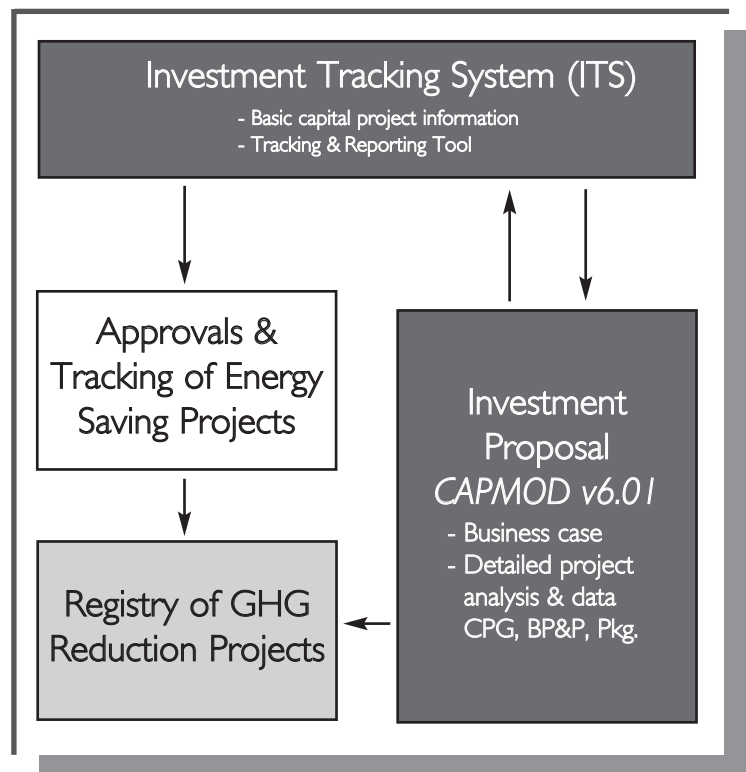 Investment Tracking System (ITS)
- Basic capital project information
- Tracking & Reporting Tool
Approvals &
Tracking of Energy
Saving Projects
Investment
Proposal
CAPMOD v6.01
- Business case
- Detailed project
analysis & data
CPG, BP&P, Pkg.
Registry of GHG
Reduction Projects